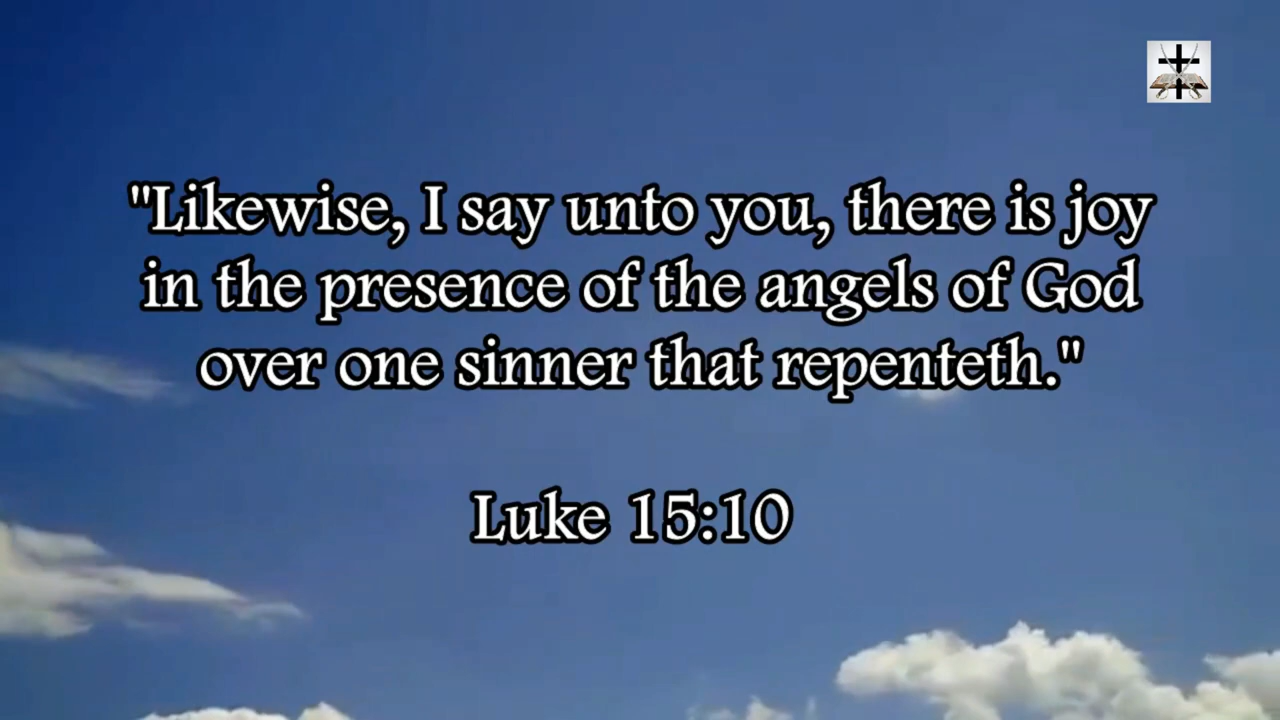 "Likewise, I say unto you, there is joy
in the presence of the angels of God
over one sinner that repenteth."
Luke 15:10